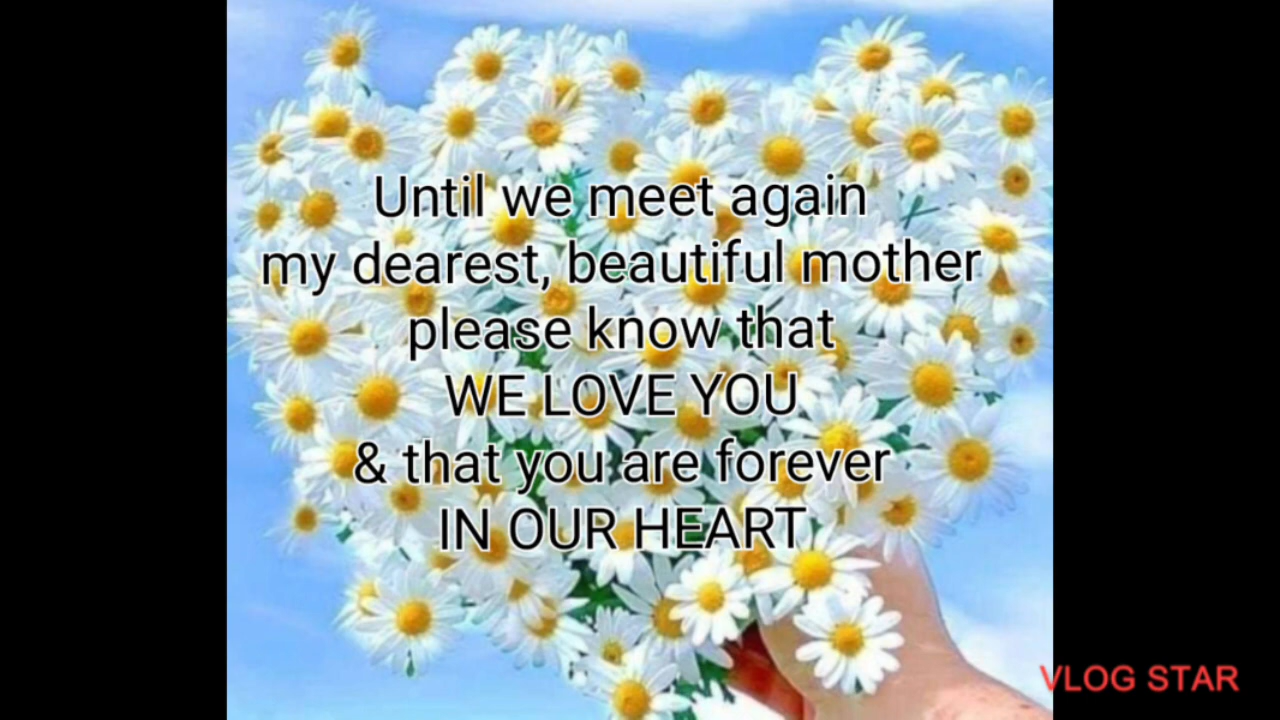 Until we meet again
my dearest, beautiful mother
please know that
WE LOVE YOU
& that you are forever
IN OUR HEART
VLOG STAR